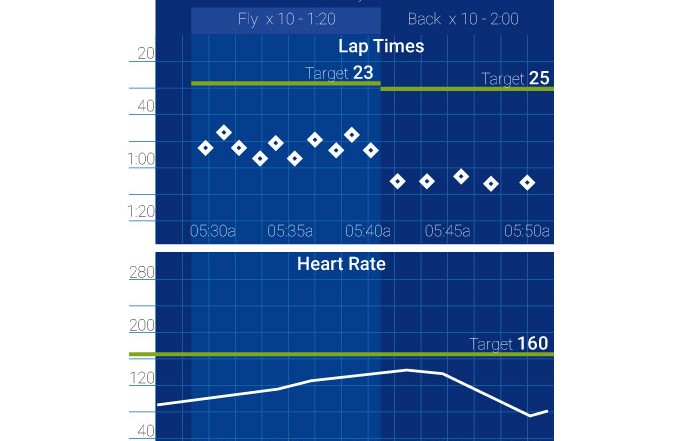 Fly x 10 - 1:20
Back x 10 - 2:00
Lap Times
Target 23
Target 25
20
40
1:00
1:20
05:30a 05:35a 05:40a 05:45a 05:50a
Heart Rate
280
200
Target 160
120
40